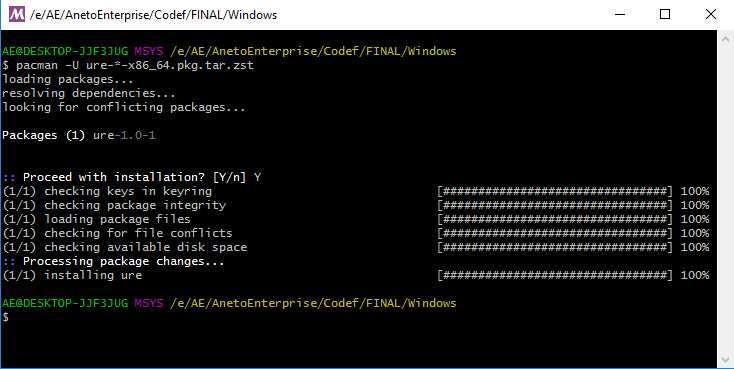 M /e/AE/AnetoEnterprise/Codef/FINAL/Windows
AE@DESKTOP-JJF3JUG MSYS /e/AE/AnetoEnterprise/Codef/FINAL/Windows
$ pacman -U ure-*-x86_64.pkg.tar.zst
loading packages...
resolving dependencies...
looking for conflicting packages...
Packages (1) ure-1.0-1
:: Proceed with installation? [Y/n] Y
(1/1) checking keys in keyring [################################] 100%
(1/1) checking package integrity [################################] 100%
(1/1) loading package files [################################] 100%
(1/1) checking for file conflicts [################################] 100%
(1/1) checking available disk space [################################] 100%
:: Processing package changes...
(1/1) installing ure [################################] 100%
AE@DESKTOP-JJF3JUG MSYS /e/AE/AnetoEnterprise/Codef/FINAL/Windows
$